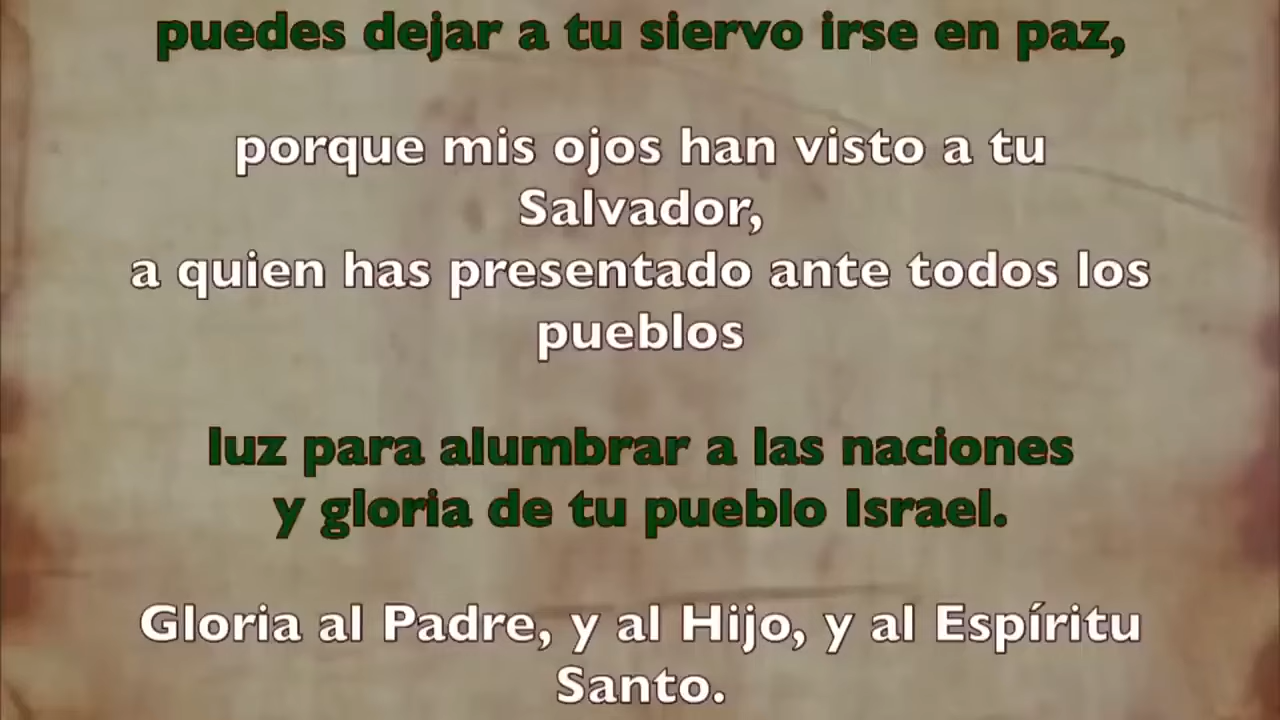 puedes dejar a tu siervo irse en paz,
porque mis ojos han visto a tu
Salvador,
a quien has presentado ante todos los
pueblos
luz para alumbrar a las naciones
y gloria de tu pueblo Israel.
Gloria al Padre, y al Hijo, y al Espíritu
Santo.